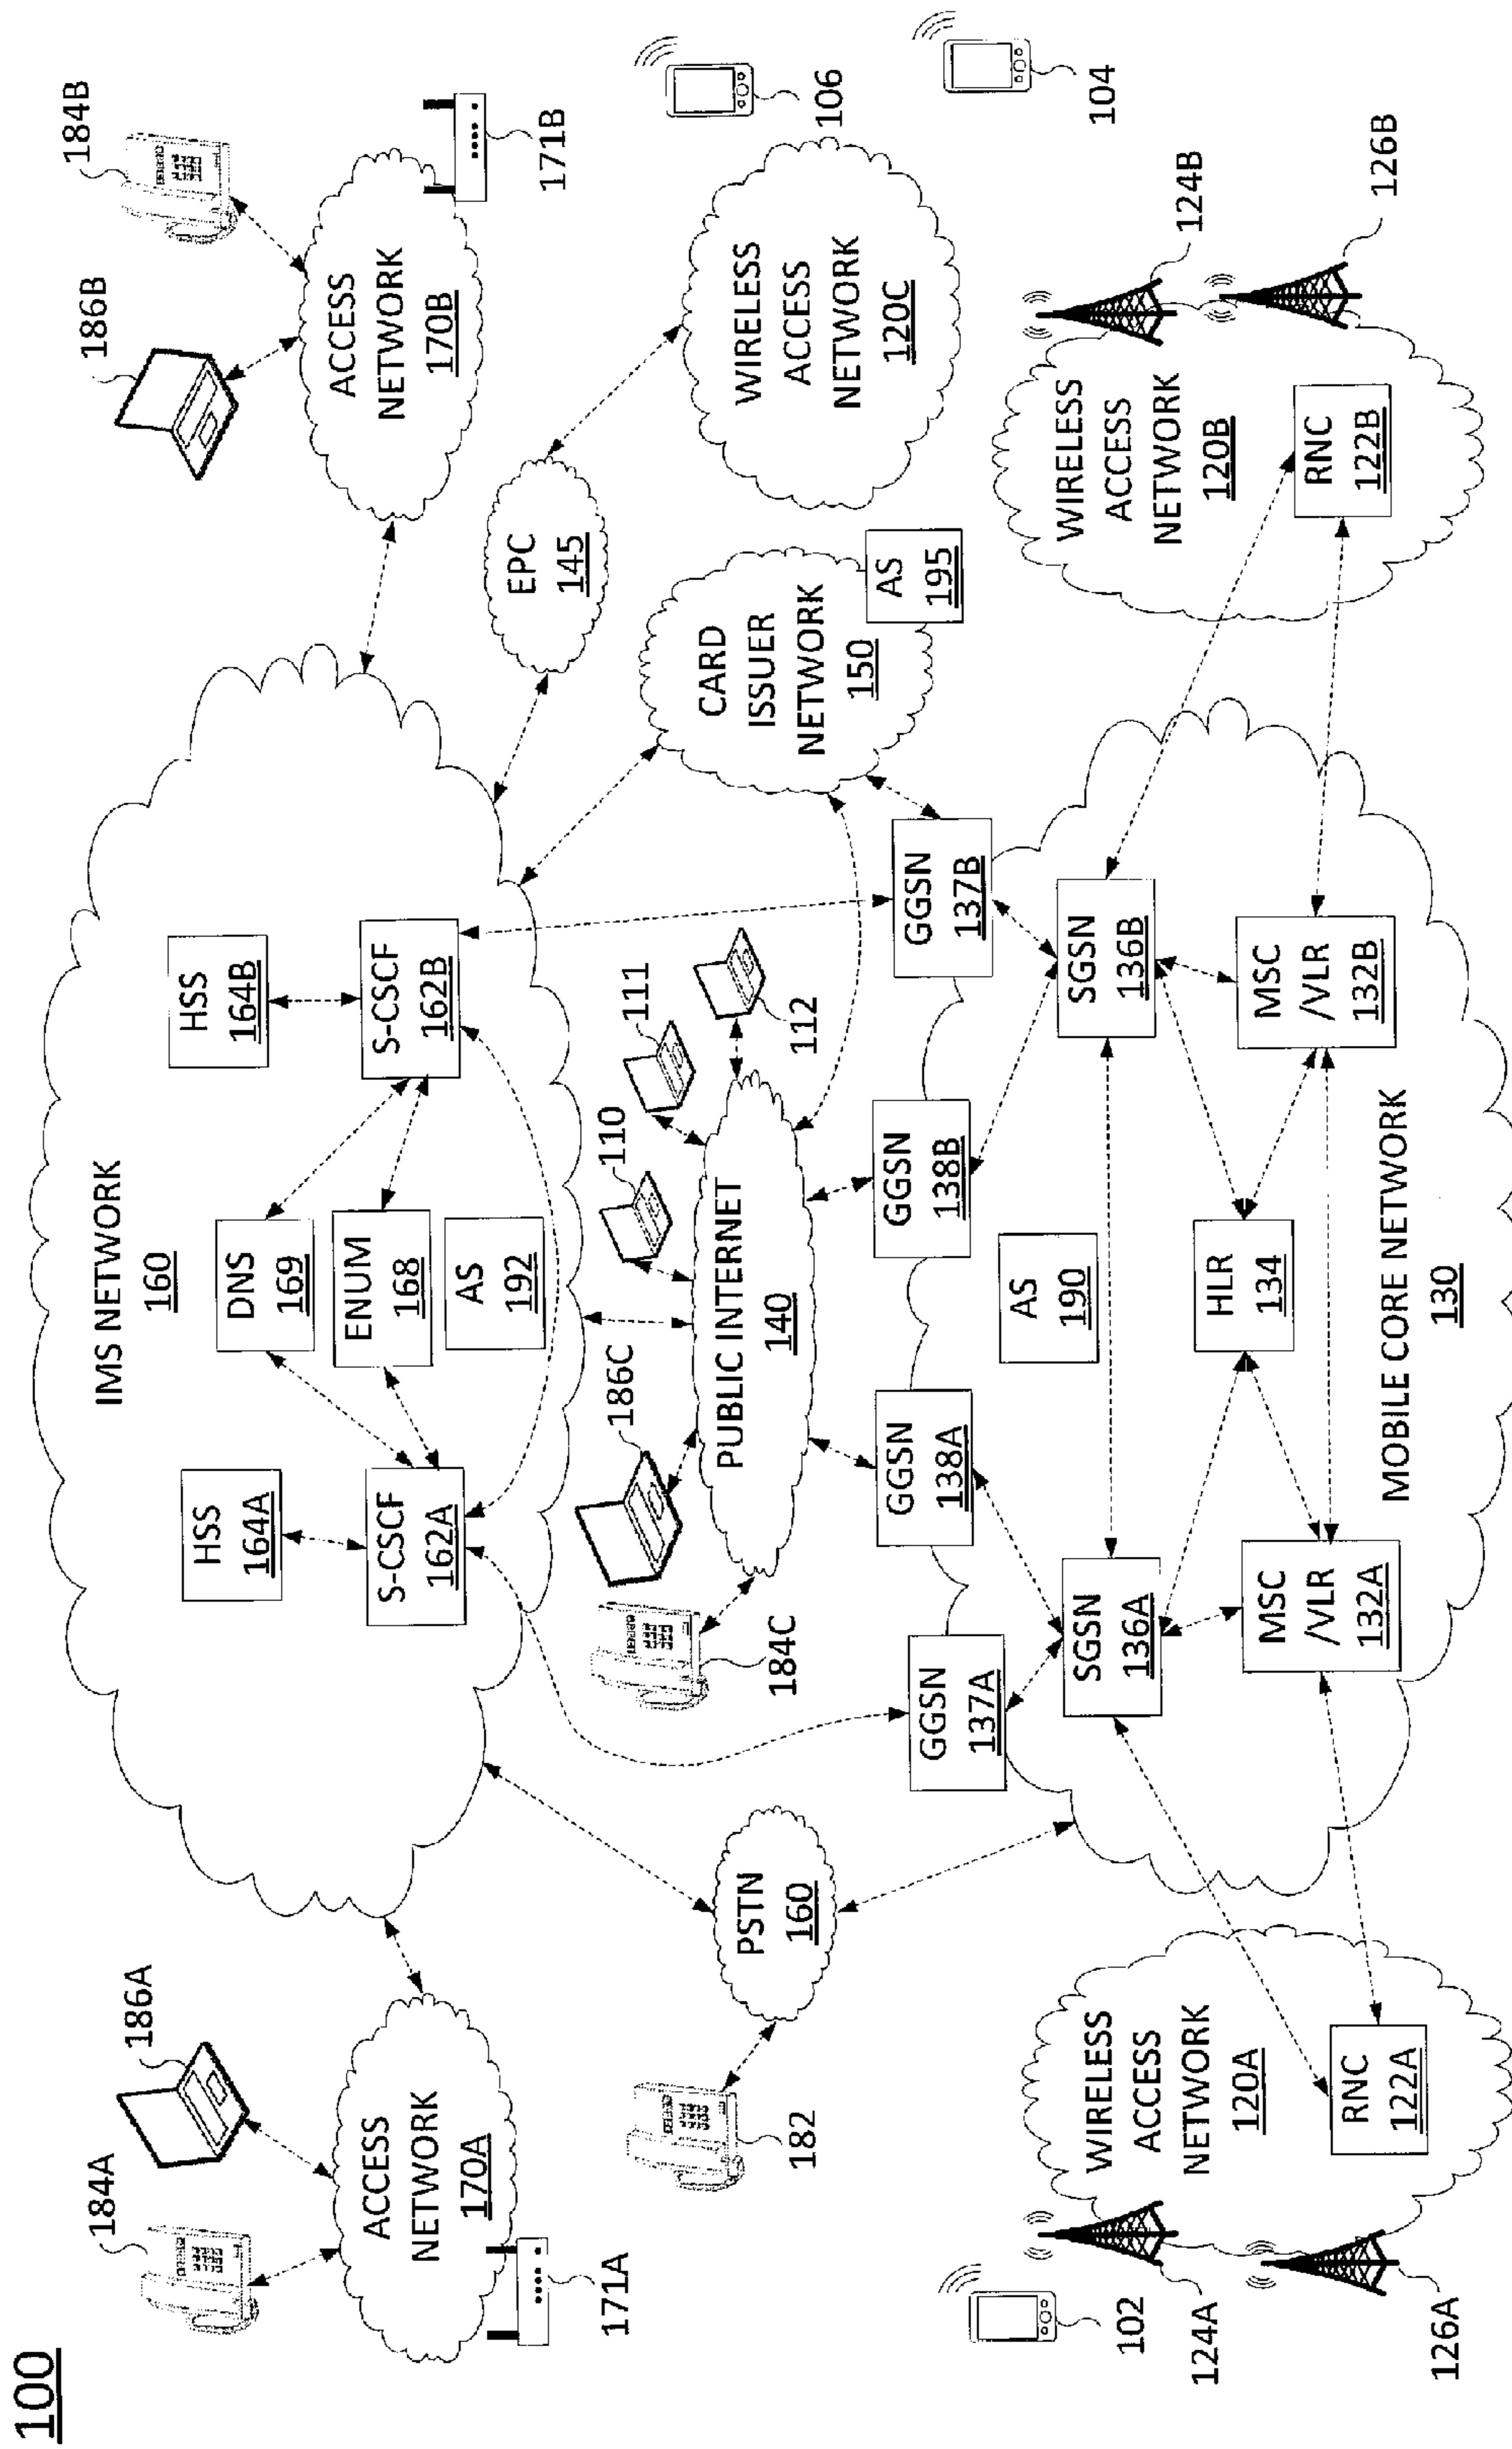 100
184A
186A
ACCESS
NETWORK
170A
171A
IMS NETWORK
160
HSS
164A
S-CSCF
162A
DNS
169
ENUM
168
AS
192
HSS
164B
S-CSCF
162B
186B
184B
ACCESS
NETWORK
170B
171B
EPC
145
182
PSTN
160
184C
186C
PUBLIC INTERNET
140
110
111
112
CARD
ISSUER
NETWORK
150
AS
195
WIRELESS
ACCESS
NETWORK
120C
106
104
102
124A
126A
WIRELESS
ACCESS
NETWORK
120A
RNC
122A
GGSN
137A
GGSN
138A
GGSN
138B
GGSN
137B
SGSN
136A
AS
190
SGSN
136B
MSC
/VLR
132A
HLR
134
MSC
/VLR
132B
MOBILE CORE NETWORK
130
WIRELESS
ACCESS
NETWORK
120B
RNC
122B
124B
126B